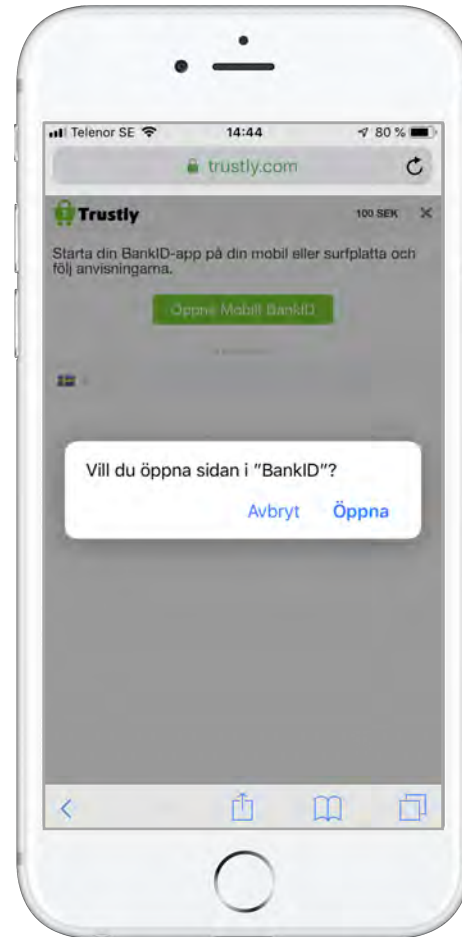 Telenor SE
14:44
80 %
trustly.com
Trustly
100 SEK
Starta din BankID-app på din mobil eller surfplatta och
följ anvisningarna.
Öppna Mobilt BankID
Vill du öppna sidan i "BankID"?
Avbryt
Öppna